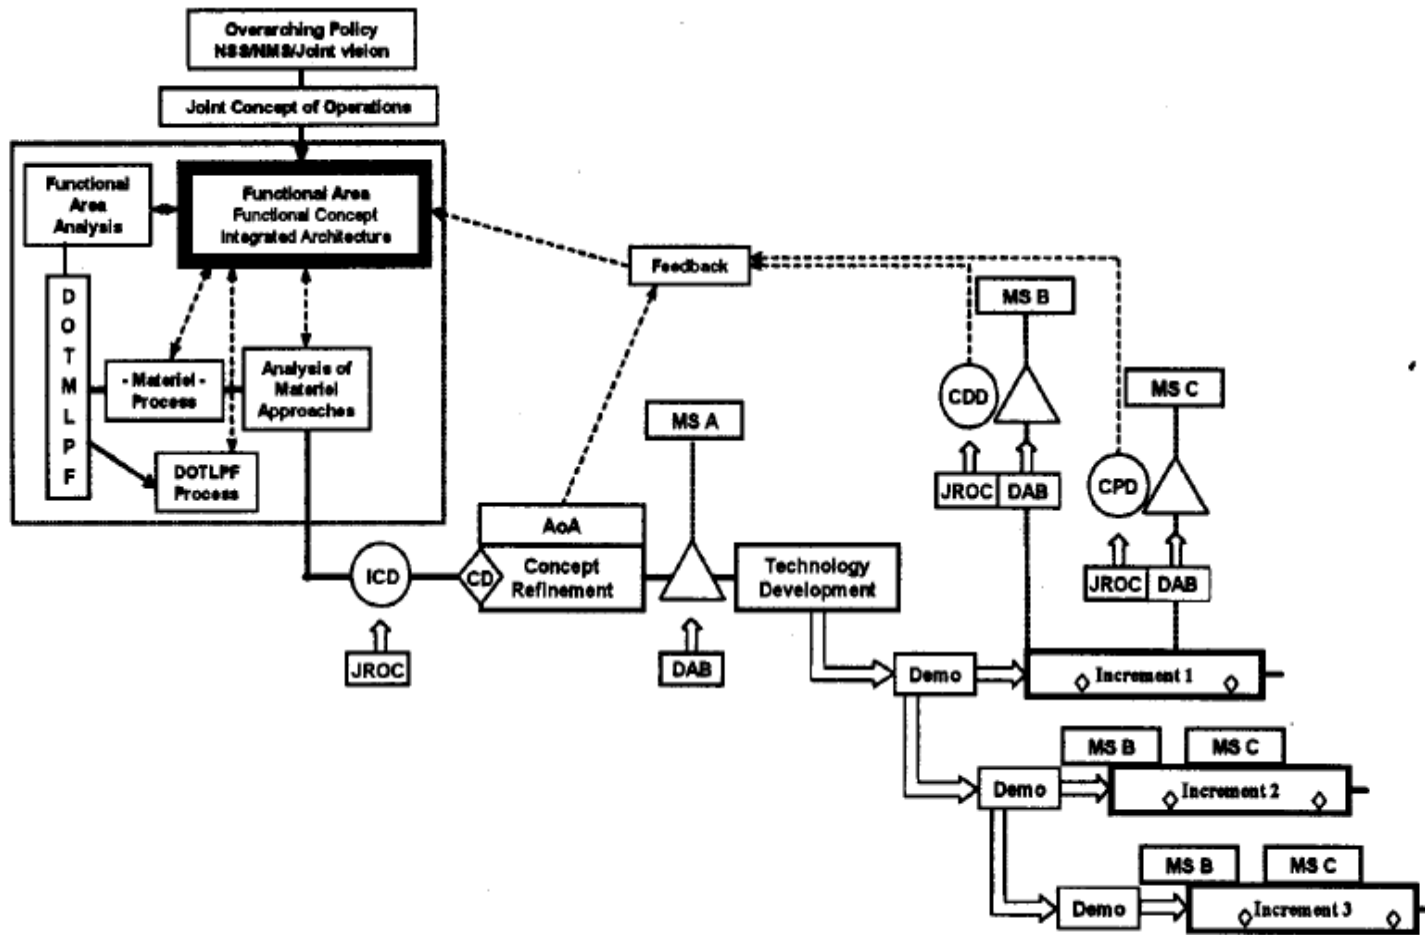 Overarching Policy
NSS/NMS/Joint vision
Joint Concept of Operations
Functional
Area
Analysis
Functional Area
Functional Concept
Integrated Architecture
D
O
T
M
L
P
F
- Materiel -
Process
Analysis of
Materiel
Approaches
DOTLPF
Process
Feedback
MS B
CDD
JROC
DAB
MS C
CPD
JROC
DAB
MS A
AoA
ICD
CD
Concept
Refinement
Technology
Development
JROC
DAB
Demo
Increment 1
MS B
MS C
Demo
Increment 2
MS B
MS C
Demo
Increment 3